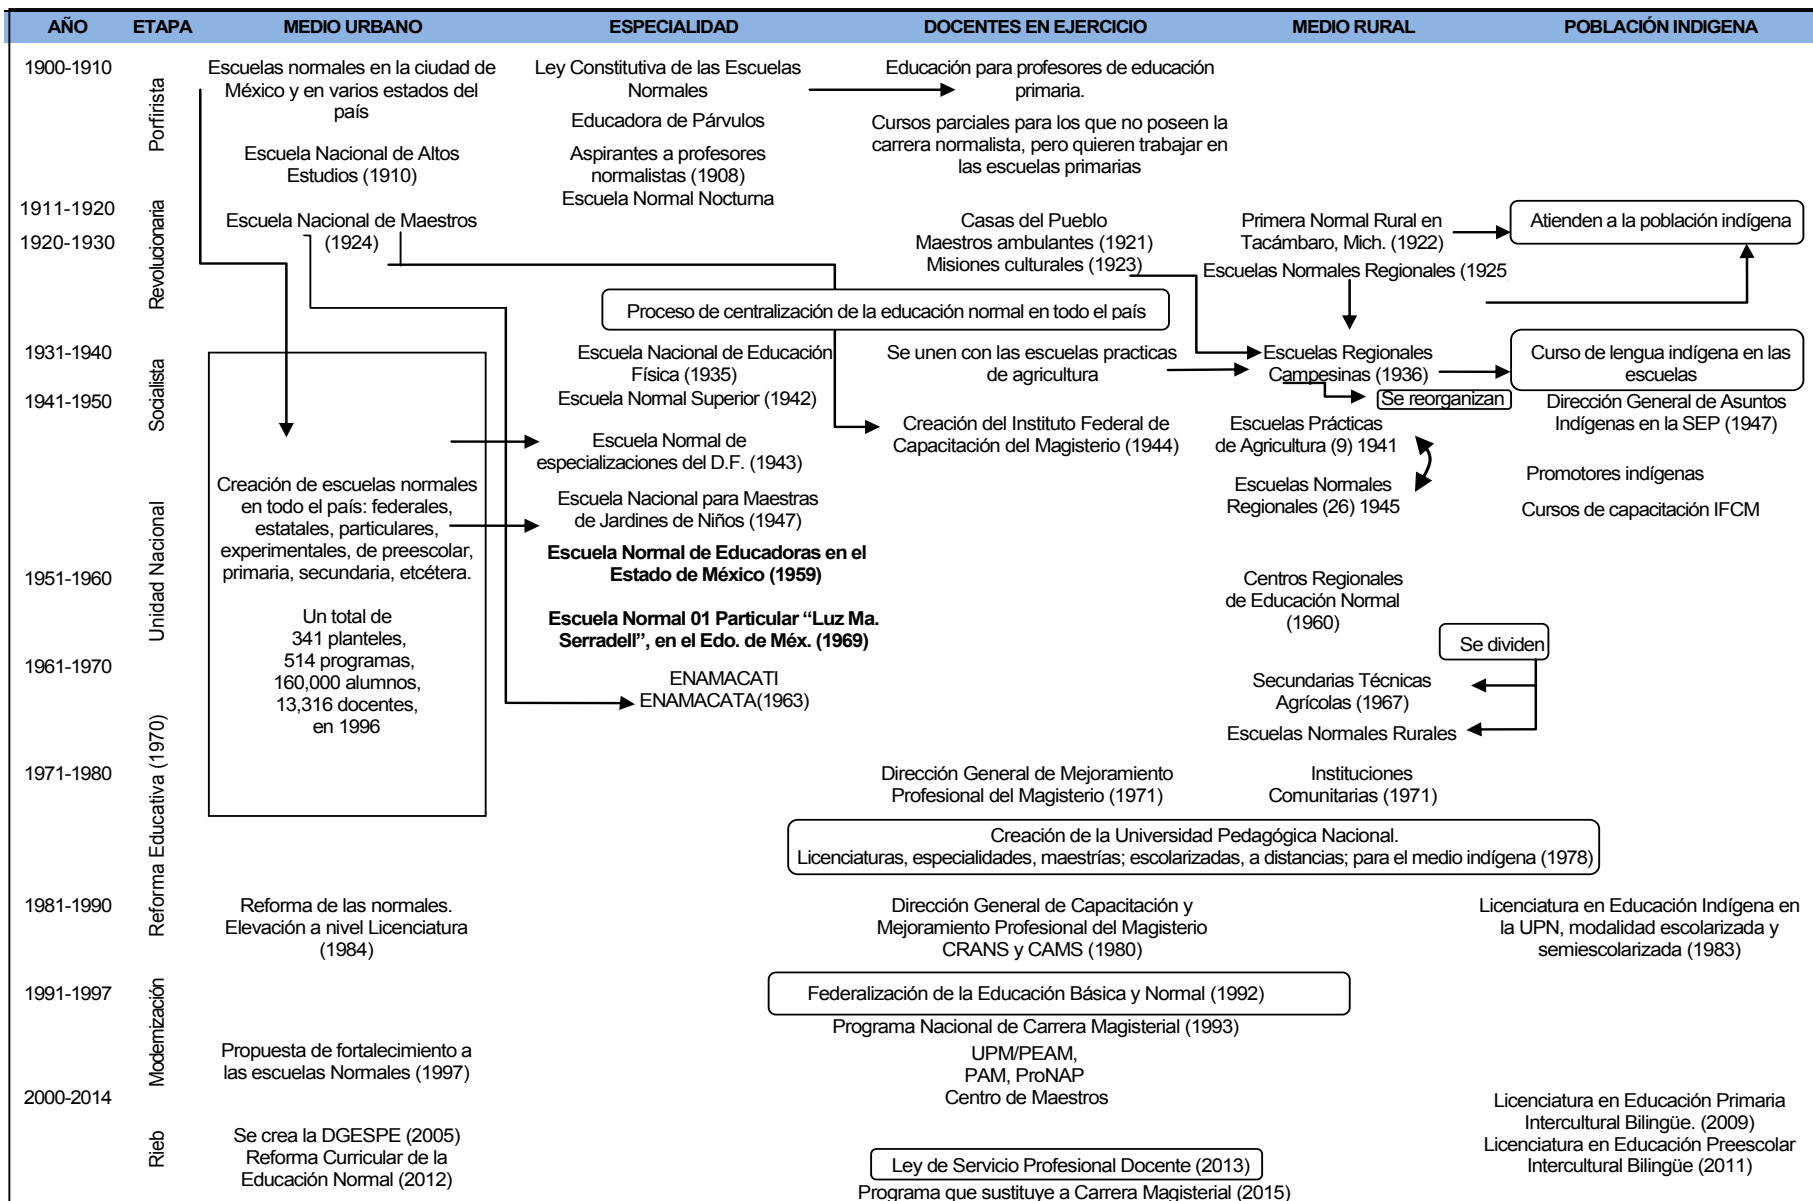 AÑO ETAPA MEDIO URBANO ESPECIALIDAD DOCENTES EN EJERCICIO MEDIO RURAL POBLACIÓN INDIGENA
1900-1910
Porfirista
Escuelas normales en la ciudad de
México y en varios estados del
país
Escuela Nacional de Altos
Estudios (1910)
Ley Constitutiva de las Escuelas
Normales
Educadora de Párvulos
Aspirantes a profesores
normalistas (1908)
Escuela Normal Nocturna
Educación para profesores de educación
primaria.
Cursos parciales para los que no poseen la
carrera normalista, pero quieren trabajar en
las escuelas primarias
1911-1920
1920-1930
Revolucionaria
Escuela Nacional de Maestros
(1924)
Casas del Pueblo
Maestros ambulantes (1921)
Misiones culturales (1923)
Primera Normal Rural en
Tacámbaro, Mich. (1922)
Escuelas Normales Regionales (1925
Atienden a la población indígena
Proceso de centralización de la educación normal en todo el país
1931-1940
1941-1950
Socialista
Escuela Nacional de Educación
Física (1935)
Escuela Normal Superior (1942)
Escuela Normal de
especializaciones del D.F. (1943)
Escuela Nacional para Maestras
de Jardines de Niños (1947)
Se unen con las escuelas practicas
de agricultura
Creación del Instituto Federal de
Capacitación del Magisterio (1944)
Escuelas Regionales
Campesinas (1936)
Se reorganizan
Escuelas Prácticas
de Agricultura (9) 1941
Escuelas Normales
Regionales (26) 1945
Curso de lengua indígena en las
escuelas
Dirección General de Asuntos
Indígenas en la SEP (1947)
Promotores indígenas
Cursos de capacitación IFCM
Creación de escuelas normales
en todo el país: federales,
estatales, particulares,
experimentales, de preescolar,
primaria, secundaria, etcétera.
Un total de
341 planteles,
514 programas,
160,000 alumnos,
13,316 docentes,
en 1996
1951-1960
Unidad Nacional
Escuela Normal de Educadoras en el
Estado de México (1959)
Escuela Normal 01 Particular “Luz Ma.
Serradell”, en el Edo. de Méx. (1969)
Centros Regionales
de Educación Normal
(1960)
Se dividen
1961-1970
ENAMACATI
ENAMACATA(1963)
Secundarias Técnicas
Agrícolas (1967)
Escuelas Normales Rurales
1971-1980
Reforma Educativa (1970)
Dirección General de Mejoramiento
Profesional del Magisterio (1971)
Instituciones
Comunitarias (1971)
Creación de la Universidad Pedagógica Nacional.
Licenciaturas, especialidades, maestrías; escolarizadas, a distancias; para el medio indígena (1978)
1981-1990
Reforma de las normales.
Elevación a nivel Licenciatura
(1984)
Dirección General de Capacitación y
Mejoramiento Profesional del Magisterio
CRANS y CAMS (1980)
Licenciatura en Educación Indígena en
la UPN, modalidad escolarizada y
semiescolarizada (1983)
1991-1997
Modernización
Federalización de la Educación Básica y Normal (1992)
Programa Nacional de Carrera Magisterial (1993)
Propuesta de fortalecimiento a
las escuelas Normales (1997)
UPM/PEAM,
PAM, ProNAP
Centro de Maestros
2000-2014
Rieb
Se crea la DGESPE (2005)
Reforma Curricular de la
Educación Normal (2012)
Ley de Servicio Profesional Docente (2013)
Programa que sustituye a Carrera Magisterial (2015)
Licenciatura en Educación Primaria
Intercultural Bilingüe. (2009)
Licenciatura en Educación Preescolar
Intercultural Bilingüe (2011)